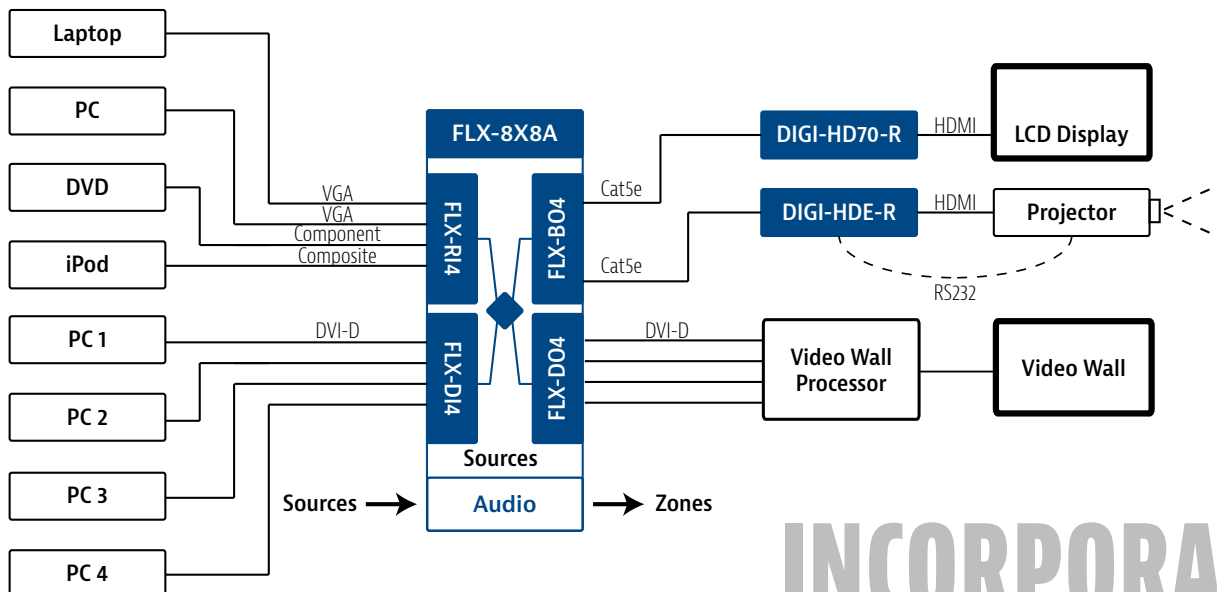 Laptop
PC
DVD
iPod
PC 1
PC 2
PC 3
PC 4
VGA
VGA
Component
Composite
DVI-D
FLX-8X8A
FLX-RI4
FLX-BO4
FLX-DI4
FLX-DO4
Sources
Sources
Audio
Zones
Cat5e
Cat5e
DVI-D
DIGI-HD70-R
HDMI
LCD Display
DIGI-HDE-R
HDMI
Projector
RS232
Video Wall
Processor
Video Wall
INCORPORA